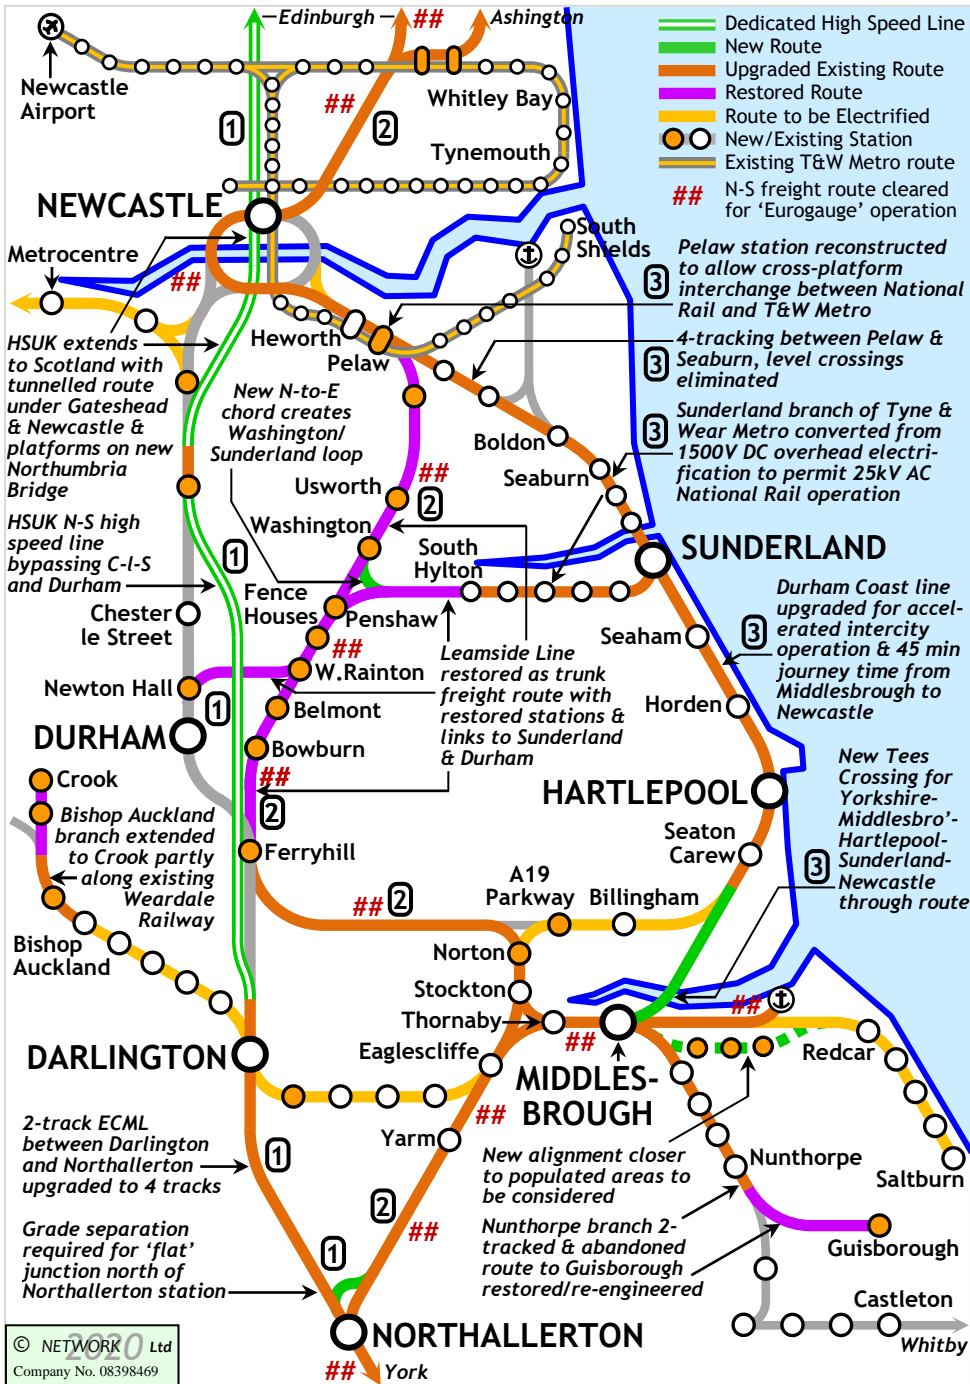 Edinburgh
##
Ashington
Dedicated High Speed Line
New Route
Upgraded Existing Route
Restored Route
Route to be Electrified
New/Existing Station
Existing T&W Metro route
## N-S freight route cleared
for ‘Eurogauge’ operation
Newcastle
Airport
##
Whitley Bay
1
2
Tynemouth
NEWCASTLE
South
Shields
Metrocentre
##
Pelaw station reconstructed
to allow cross-platform
interchange between National
Rail and T&W Metro
3
Heworth
Pelaw
HSUK extends
to Scotland with
tunnelled route
under Gateshead
& Newcastle &
platforms on new
Northumbria
Bridge
4-tracking between Pelaw &
Seaburn, level crossings
eliminated
3
New N-to-E
chord creates
Washington/
Sunderland loop
Boldon
Seaburn
Sunderland branch of Tyne &
Wear Metro converted from
1500V DC overhead electri-
fication to permit 25kV AC
National Rail operation
3
##
Usworth
2
HSUK N-S high
speed line
bypassing C-I-S
and Durham
Washington
1
South
Hylton
SUNDERLAND
Fence
Houses
Penshaw
Chester
le Street
##
Seaham
Durham Coast line
upgraded for accel-
erated intercity
operation & 45 min
journey time from
Middlesbrough to
Newcastle
3
Leamside Line
restored as trunk
freight route with
restored stations &
links to Sunderland
& Durham
W.Rainton
Newton Hall
1
Belmont
Horden
DURHAM
Bowburn
##
2
New Tees
Crossing for
Yorkshire-
Middlesbro'-
Hartlepool-
Sunderland-
Newcastle
through route
3
Crook
HARTLEPOOL
Bishop Auckland
branch extended
to Crook partly
along existing
Weardale
Railway
Ferryhill
Seaton
Carew
A19
Parkway
Billingham
## 2
Bishop
Auckland
Norton
Stockton
Thornaby
##
##
DARLINGTON
Eaglescliffe
MIDDLES-
BROUGH
Redcar
##
2-track ECML
between Darlington
and Northallerton
upgraded to 4 tracks
1
Yarm
New alignment closer
to populated areas to
be considered
Nunthorpe
Saltburn
2
##
Grade separation
required for ‘flat’
junction north of
Northallerton station
1
Nunthorpe branch 2-
tracked & abandoned
route to Guisborough
restored/re-engineered
Guisborough
Castleton
Whitby
NORTHALLERTON
##
York
© NETWORK 2020 Ltd
Company No. 08398469